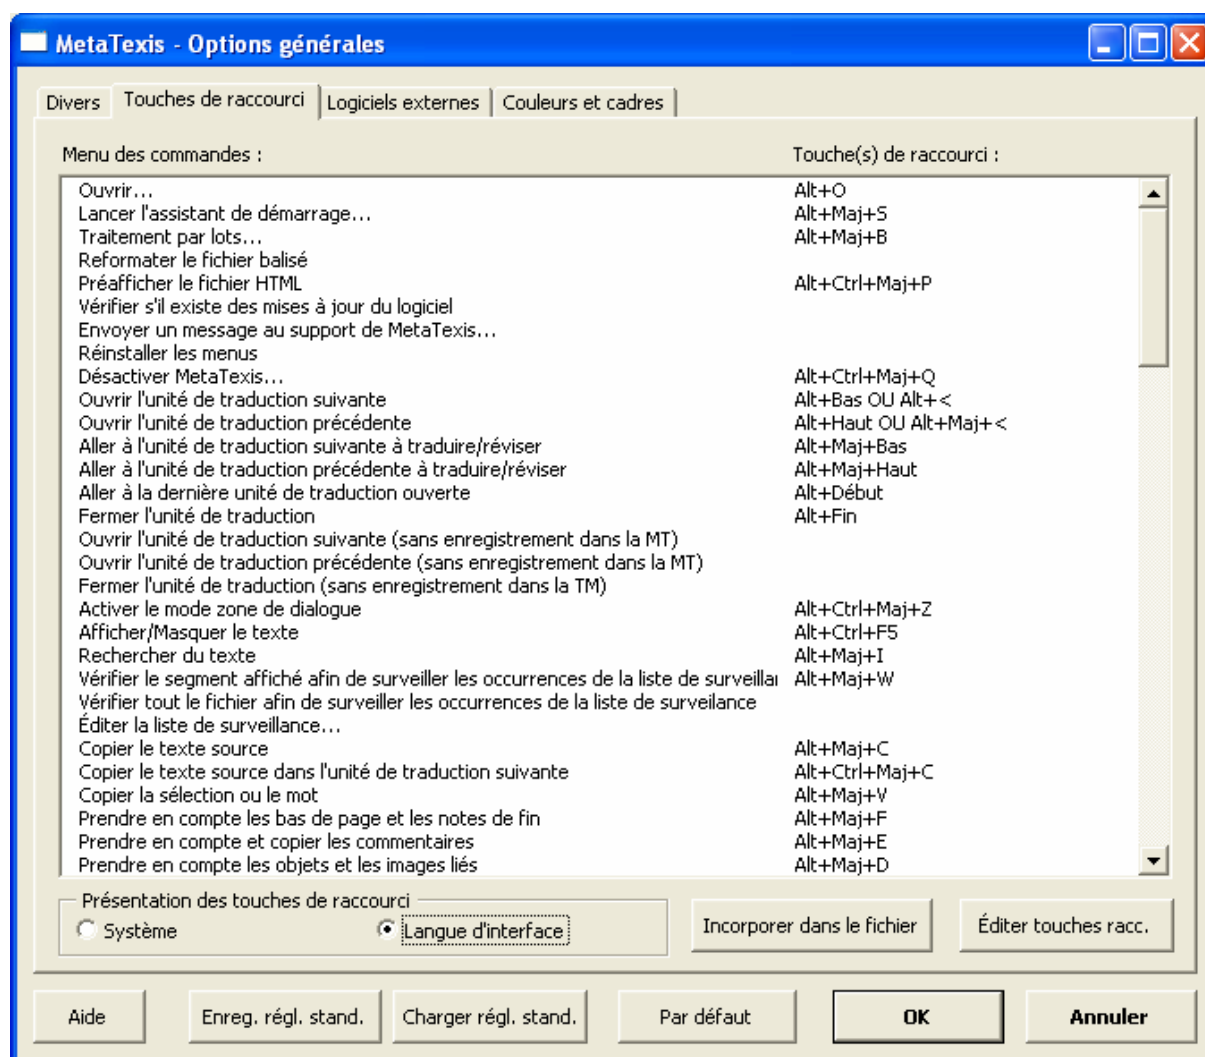 MetaTexis - Options générales
Divers Touches de raccourci Logiciels externes Couleurs et cadres
Menu des commandes : Touche(s) de raccourci :
Ouvrir... Alt+O
Lancer l'assistant de démarrage... Alt+Maj+S
Traitement par lots... Alt+Maj+B
Reformater le fichier balisé
Préafficher le fichier HTML Alt+Ctrl+Maj+P
Vérifier s'il existe des mises à jour du logiciel
Envoyer un message au support de MetaTexis...
Réinstaller les menus
Désactiver MetaTexis... Alt+Ctrl+Maj+Q
Ouvrir l'unité de traduction suivante Alt+Bas OU Alt+<
Ouvrir l'unité de traduction précédente Alt+Haut OU Alt+Maj+<
Aller à l'unité de traduction suivante à traduire/réviser Alt+Maj+Bas
Aller à l'unité de traduction précédente à traduire/réviser Alt+Maj+Haut
Aller à la dernière unité de traduction ouverte Alt+Début
Fermer l'unité de traduction Alt+Fin
Ouvrir l'unité de traduction suivante (sans enregistrement dans la MT)
Ouvrir l'unité de traduction précédente (sans enregistrement dans la MT)
Fermer l'unité de traduction (sans enregistrement dans la TM)
Activer le mode zone de dialogue Alt+Ctrl+Maj+Z
Afficher/Masquer le texte Alt+Ctrl+F5
Rechercher du texte Alt+Maj+I
Vérifier le segment affiché afin de surveiller les occurrences de la liste de surveillai Alt+Maj+W
Vérifier tout le fichier afin de surveiller les occurrences de la liste de surveilance
Éditer la liste de surveillance...
Copier le texte source Alt+Maj+C
Copier le texte source dans l'unité de traduction suivante Alt+Ctrl+Maj+C
Copier la sélection ou le mot Alt+Maj+V
Prendre en compte les bas de page et les notes de fin Alt+Maj+F
Prendre en compte et copier les commentaires Alt+Maj+E
Prendre en compte les objets et les images liés Alt+Maj+D
Présentation des touches de raccourci
Système Langue d'interface Incorporer dans le fichier Éditer touches racc.
Aide Enreg. régl. stand. Charger régl. stand. Par défaut OK Annuler